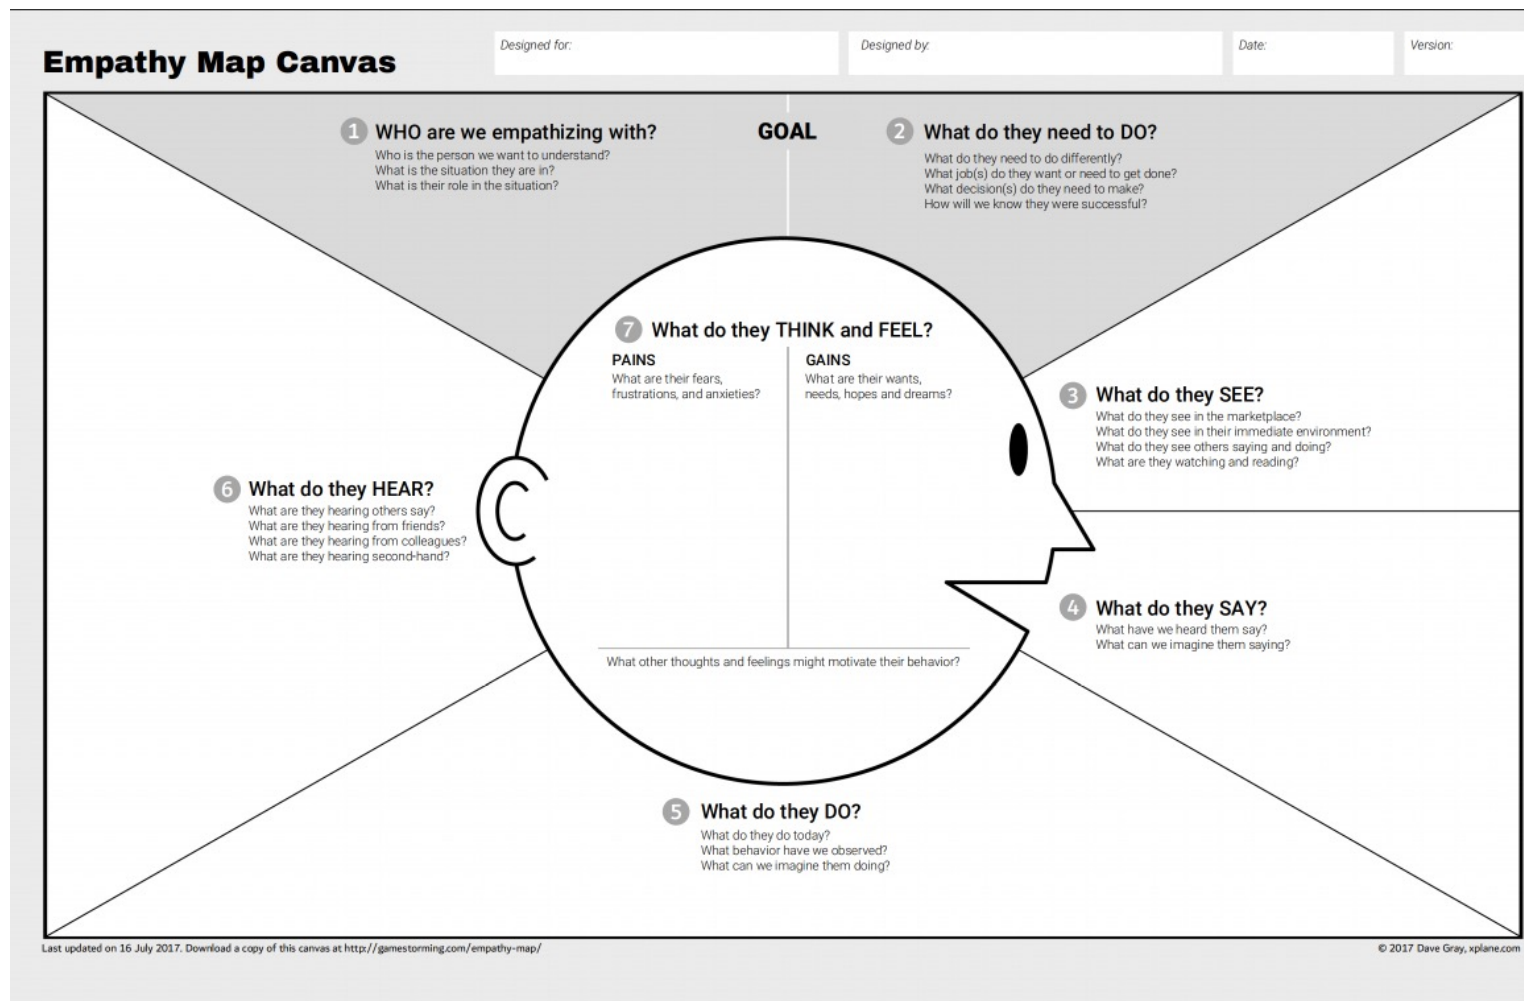 Empathy Map Canvas
Designed for:
Designed by:
Date:
Version:
1 WHO are we empathizing with?
Who is the person we want to understand?
What is the situation they are in?
What is their role in the situation?
GOAL
2 What do they need to DO?
What do they need to do differently?
What job(s) do they want or need to get done?
What decision(s) do they need to make?
How will we know they were successful?
7 What do they THINK and FEEL?
PAINS
What are their fears,
frustrations, and anxieties?
GAINS
What are their wants,
needs, hopes and dreams?
What other thoughts and feelings might motivate their behavior?
3 What do they SEE?
What do they see in the marketplace?
What do they see in their immediate environment?
What do they see others saying and doing?
What are they watching and reading?
6 What do they HEAR?
What are they hearing others say?
What are they hearing from friends?
What are they hearing from colleagues?
What are they hearing second-hand?
4 What do they SAY?
What have we heard them say?
What can we imagine them saying?
5 What do they DO?
What do they do today?
What behavior have we observed?
What can we imagine them doing?
Last updated on 16 July 2017. Download a copy of this canvas at http://gamestorming.com/empathy-map/
© 2017 Dave Gray, xplane.com